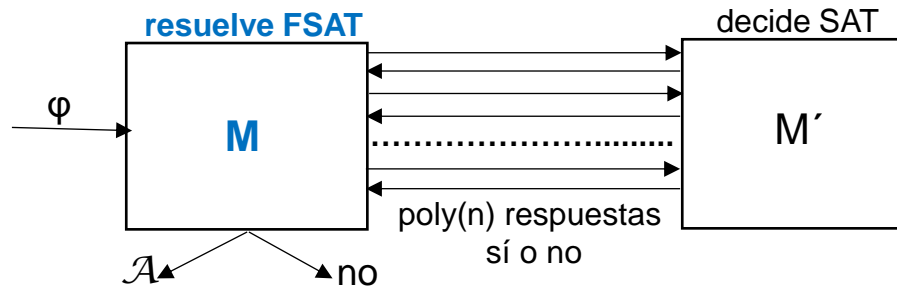 resuelve FSAT
decide SAT
φ
M
M´
poly(n) respuestas
sí o no
𝒜
no